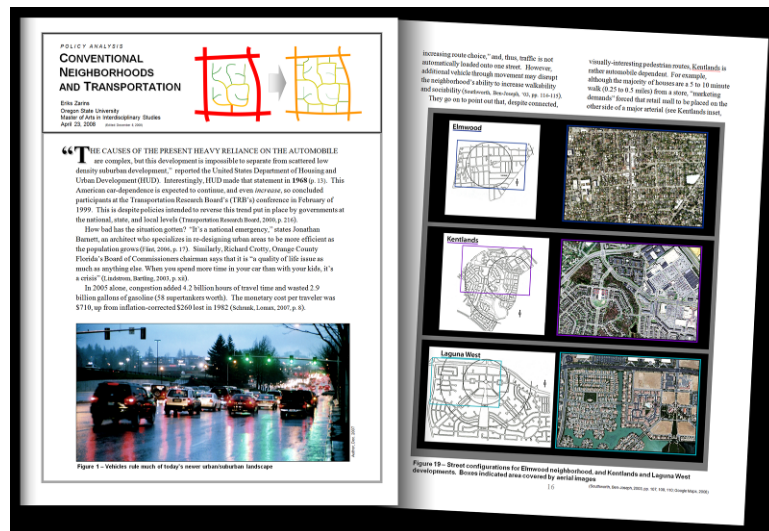 POLICY ANALYSIS
CONVENTIONAL
NEIGHBORHOODS
AND TRANSPORTATION
Eriks Zarins
Oregon State University
Master of Arts in Interdisciplinary Studies
April 23, 2008
“THE CAUSES OF THE PRESENT HEAVY RELIANCE ON THE AUTOMOBILE
are complex, but this development is impossible to separate from scattered low
density suburban development,” reported the United States Department of Housing and
Urban Development (HUD). Interestingly, HUD made that statement in 1968 (p. 13). This
American car-dependence is expected to continue, and even increase, so concluded
participants at the Transportation Research Board’s (TRB’s) conference in February of
1999. This is despite policies intended to reverse this trend put in place by governments at
the national, state, and local levels (Transportation Research Board, 2000, p. 216).
How bad has the situation gotten? “It’s a national emergency,” states Jonathan
Barnett, an architect who specializes in re-designing urban areas to be more efficient as
the population grows (Flint, 2006, p. 17). Similarly, Richard Crotty, Orange County
Florida’s Board of Commissioners chairman says that it is “a quality of life issue as
much as anything else. When you spend more time in your car than with your kids, it’s
a crisis” (Lindstrom, Bartling, 2003, p. xii).
In 2005 alone, congestion added 4.2 billion hours of travel time and wasted 2.9
billion gallons of gasoline (58 supertankers worth). The monetary cost per traveler was
$710, up from inflation-corrected $260 lost in 1982 (Schrank, Lomax, 2007, p. 8).
Figure 1 – Vehicles rule much of today's newer urban/suburban landscape
increasing route choice,” and, thus, traffic is not
automatically loaded onto one street. However,
additional vehicle through movement may disrupt
the neighborhood’s ability to increase walkability
and sociability (Southworth, Ben-Joseph, ’03, pp. 114-115).
They go on to point out that, despite connected,
visually-interesting pedestrian routes, Kentlands is
rather automobile dependent. For example,
although the majority of houses are a 5 to 10 minute
walk (0.25 to 0.5 miles) from a store, “marketing
demands” forced that retail mall to be placed on the
other side of a major arterial (see Kentlands inset,
Elmwood
Kentlands
Laguna West
Figure 19 – Street configurations for Elmwood neighborhood, and Kentlands and Laguna West
developments. Boxes indicated area covered by aerial images
16